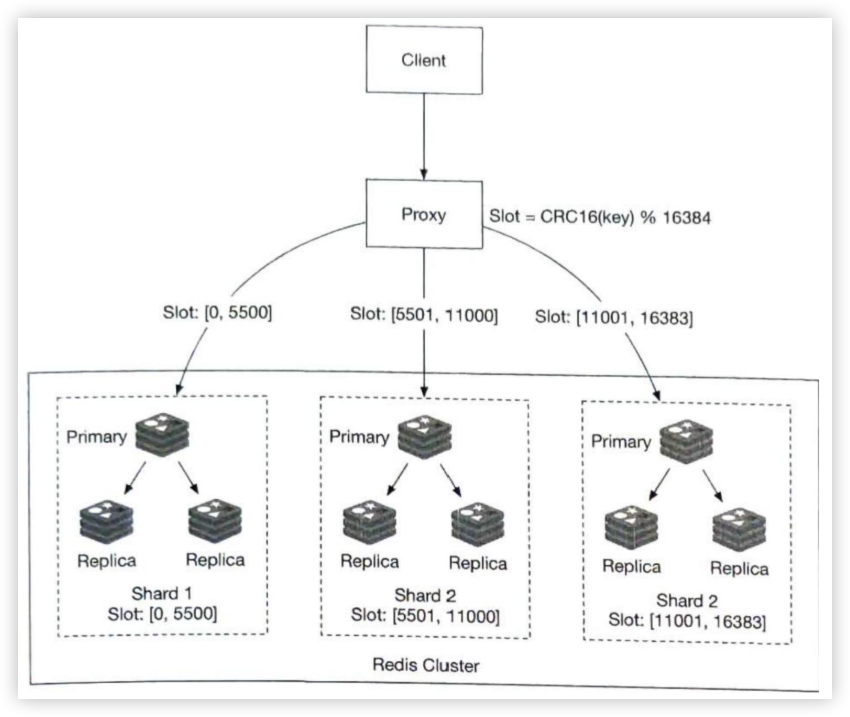 Client
Proxy
Slot = CRC16(key) % 16384
Slot: [0, 5500]
Slot: [5501, 11000]
Slot: [11001, 16383]
Primary
Primary
Primary
Replica
Replica
Replica
Replica
Replica
Replica
Shard 1
Slot: [0, 5500]
Shard 2
Slot: [5501, 11000]
Shard 2
Slot: [11001, 16383]
Redis Cluster